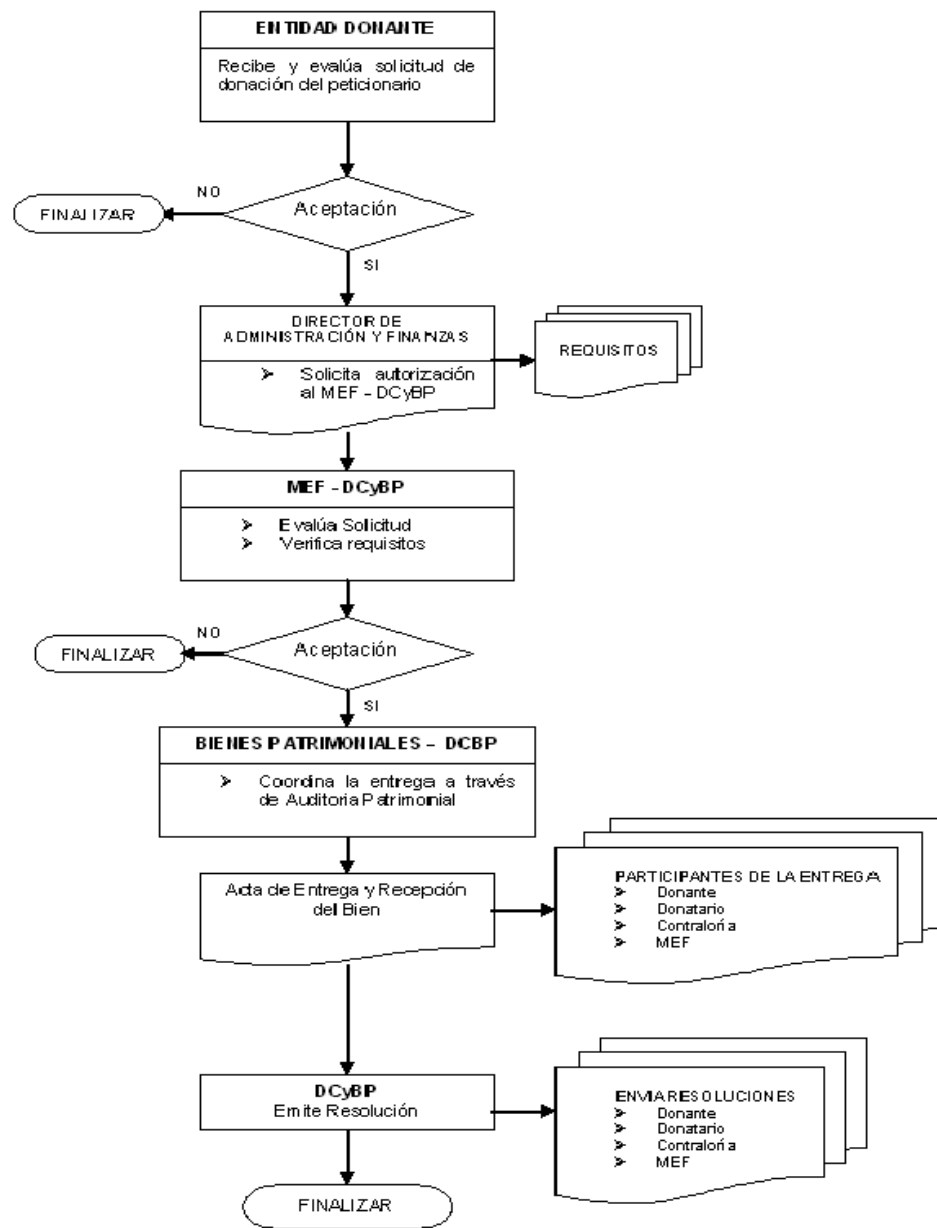 ENTIDAD DONANTE
Recibe y evalúa solicitud de
donación del peticionario
NO
FINALIZAR
Aceptación
SI
DIRECTOR DE
ADMINISTRACIÓN Y FINANZAS
➤ Solicita autorización
al MEF – DCyBP
REQUISITOS
MEF – DCyBP
➤ Evalúa Solicitud
➤ Verifica requisitos
NO
FINALIZAR
Aceptación
SI
BIENES PATRIMONIALES – DCBP
➤ Coordina la entrega a través
de Auditoria Patrimonial
Acta de Entrega y Recepción
del Bien
PARTICIPANTES DE LA ENTREGA
➤ Donante
➤ Donatario
➤ Contraloría
➤ MEF
DCyBP
Emite Resolución
ENVIA RESOLUCIONES
➤ Donante
➤ Donatario
➤ Contraloría
➤ MEF
FINALIZAR